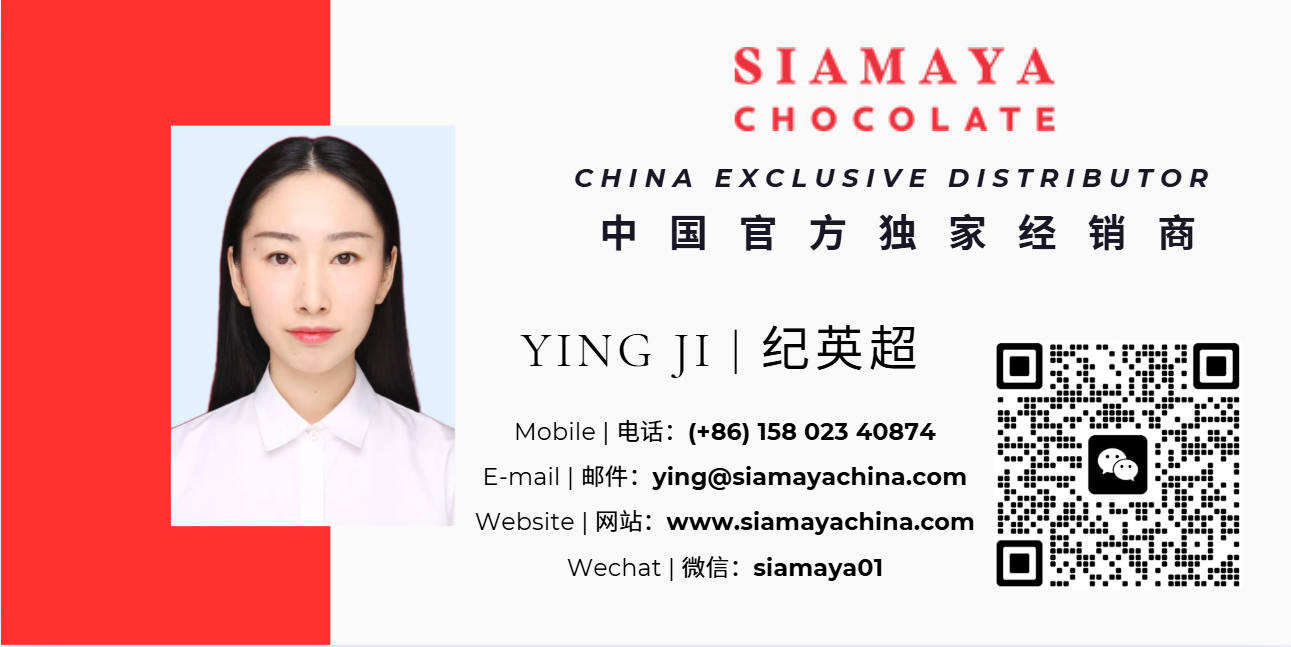 SIAMAYA
CHOCOLATE
CHINA EXCLUSIVE DISTRIBUTOR
中国官方独家经销商
YING JI | 纪英超
Mobile | 电话：(+86) 158 023 40874
E-mail | 邮件：ying@siamayachina.com
Website | 网站：www.siamayachina.com
Wechat | 微信：siamaya01